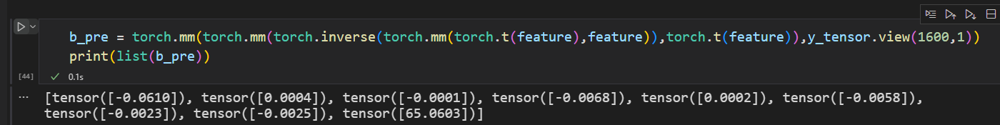 b_pre = torch.mm(torch.mm(torch.inverse(torch.mm(torch.t(feature),feature)),torch.t(feature)),y_tensor.view(1600,1))
print(list(b_pre))
[44]
0.1s
[tensor([-0.0610]), tensor([0.0004]), tensor([-0.0001]), tensor([-0.0068]), tensor([0.0002]), tensor([-0.0058]),
tensor([-0.0023]), tensor([-0.0025]), tensor([65.0603])]